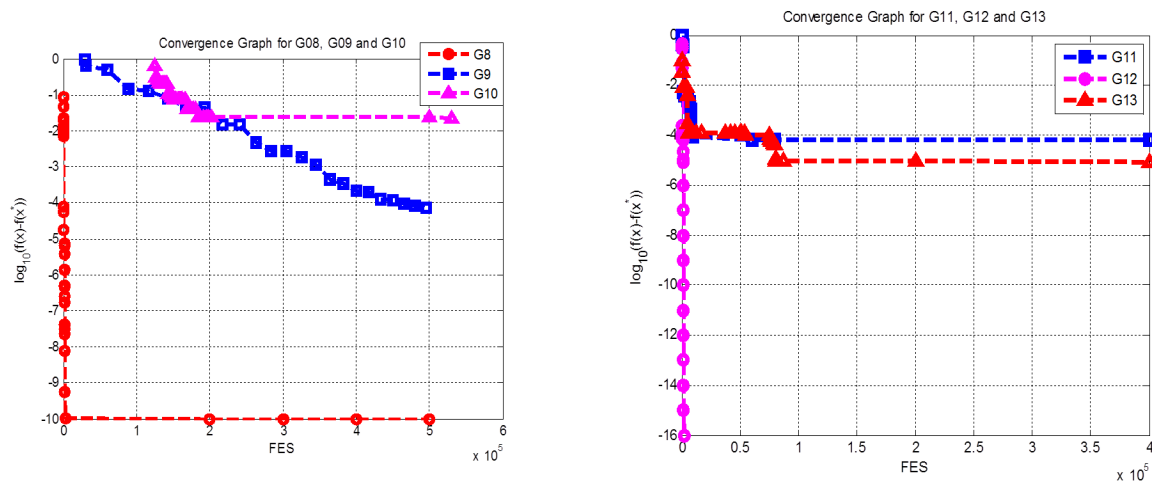 Convergence Graph for G08, G09 and G10
G8
G9
G10
log10(f(x)-f(x*))
0
-1
-2
-3
-4
-5
-6
-7
-8
-9
-10
0
1
2
3
4
5
6
x 10^5
FES
Convergence Graph for G11, G12 and G13
G11
G12
G13
log10(f(x)-f(x*))
0
-2
-4
-6
-8
-10
-12
-14
-16
0
0.5
1
1.5
2
2.5
3
3.5
4
x 10^5
FES